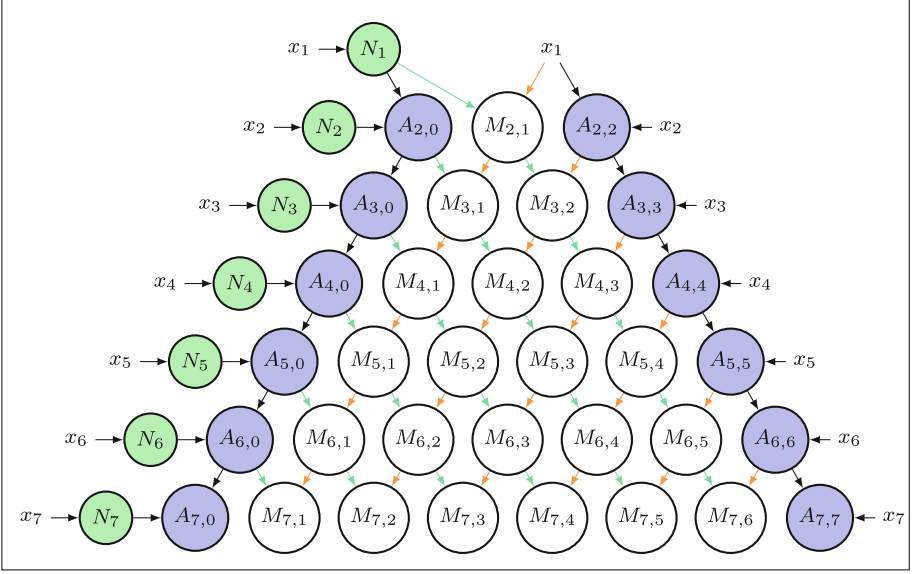 x₁ N₁ x₁
x₂ N₂ A₂,₀ M₂,₁ A₂,₂ x₂
x₃ N₃ A₃,₀ M₃,₁ M₃,₂ A₃,₃ x₃
x₄ N₄ A₄,₀ M₄,₁ M₄,₂ M₄,₃ A₄,₄ x₄
x₅ N₅ A₅,₀ M₅,₁ M₅,₂ M₅,₃ M₅,₄ A₅,₅ x₅
x₆ N₆ A₆,₀ M₆,₁ M₆,₂ M₆,₃ M₆,₄ M₆,₅ A₆,₆ x₆
x₇ N₇ A₇,₀ M₇,₁ M₇,₂ M₇,₃ M₇,₄ M₇,₅ M₇,₆ A₇,₇ x₇